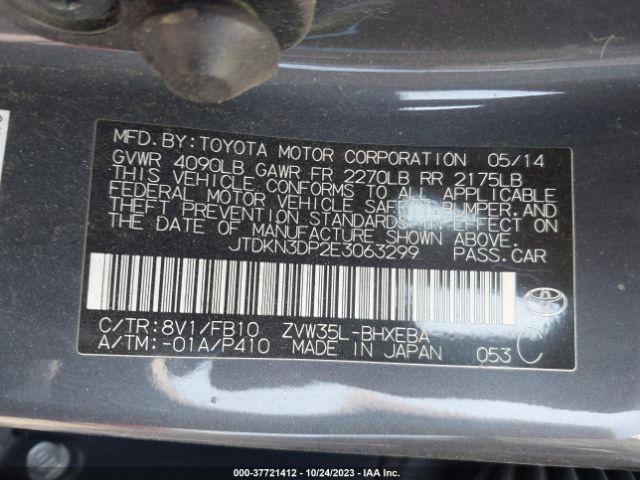 MFD. BY: TOYOTA MOTOR CORPORATION 05/14
GVWR 4090LB GAWR FR 2270LB RR 2175LB
THIS VEHICLE CONFORMS TO ALL APPLICABLE
FEDERAL MOTOR VEHICLE SAFETY, BUMPER, AND
THEFT PREVENTION STANDARDS IN EFFECT ON
THE DATE OF MANUFACTURE SHOWN ABOVE.
JTDKN3DP2E3063299 PASS.CAR
C/TR:8V1/FB10 ZVW35L-BHXEBA
A/TM:-01A/P410 MADE IN JAPAN 053 C
000-37721412 - 10/24/2023 - IAAI.COM